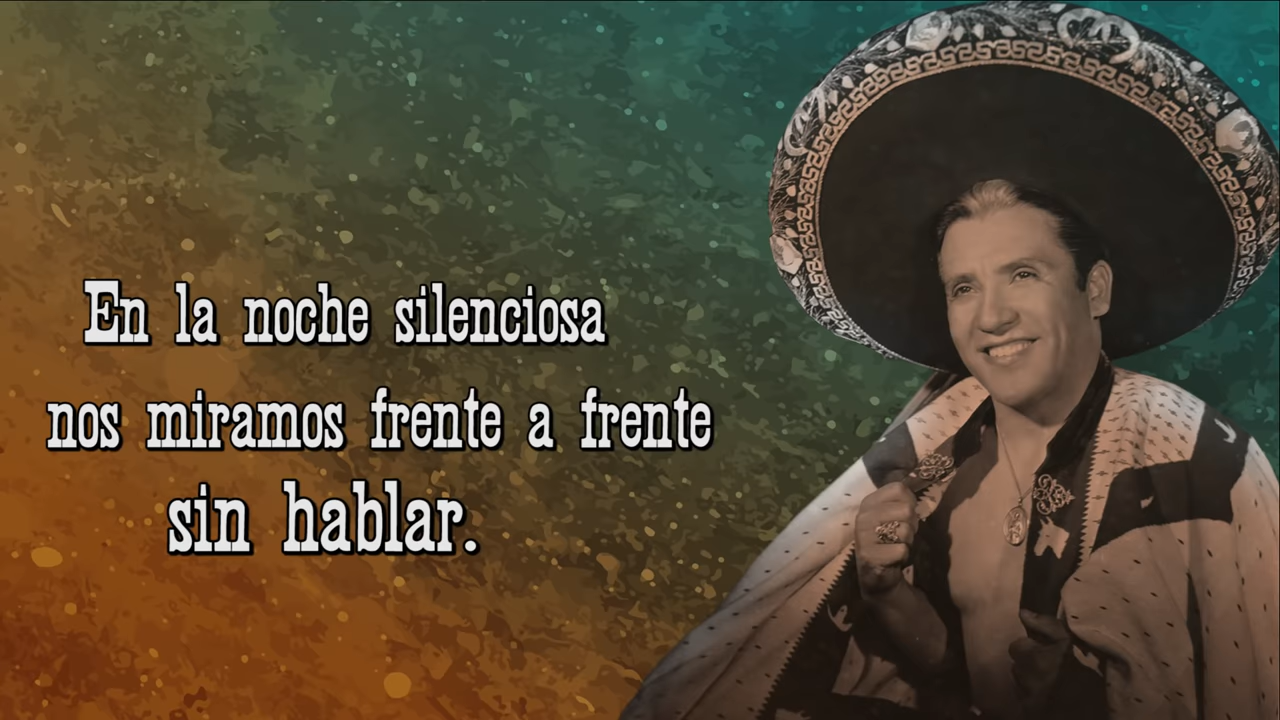 En la noche silenciosa
nos miramos frente a frente
sin hablar.